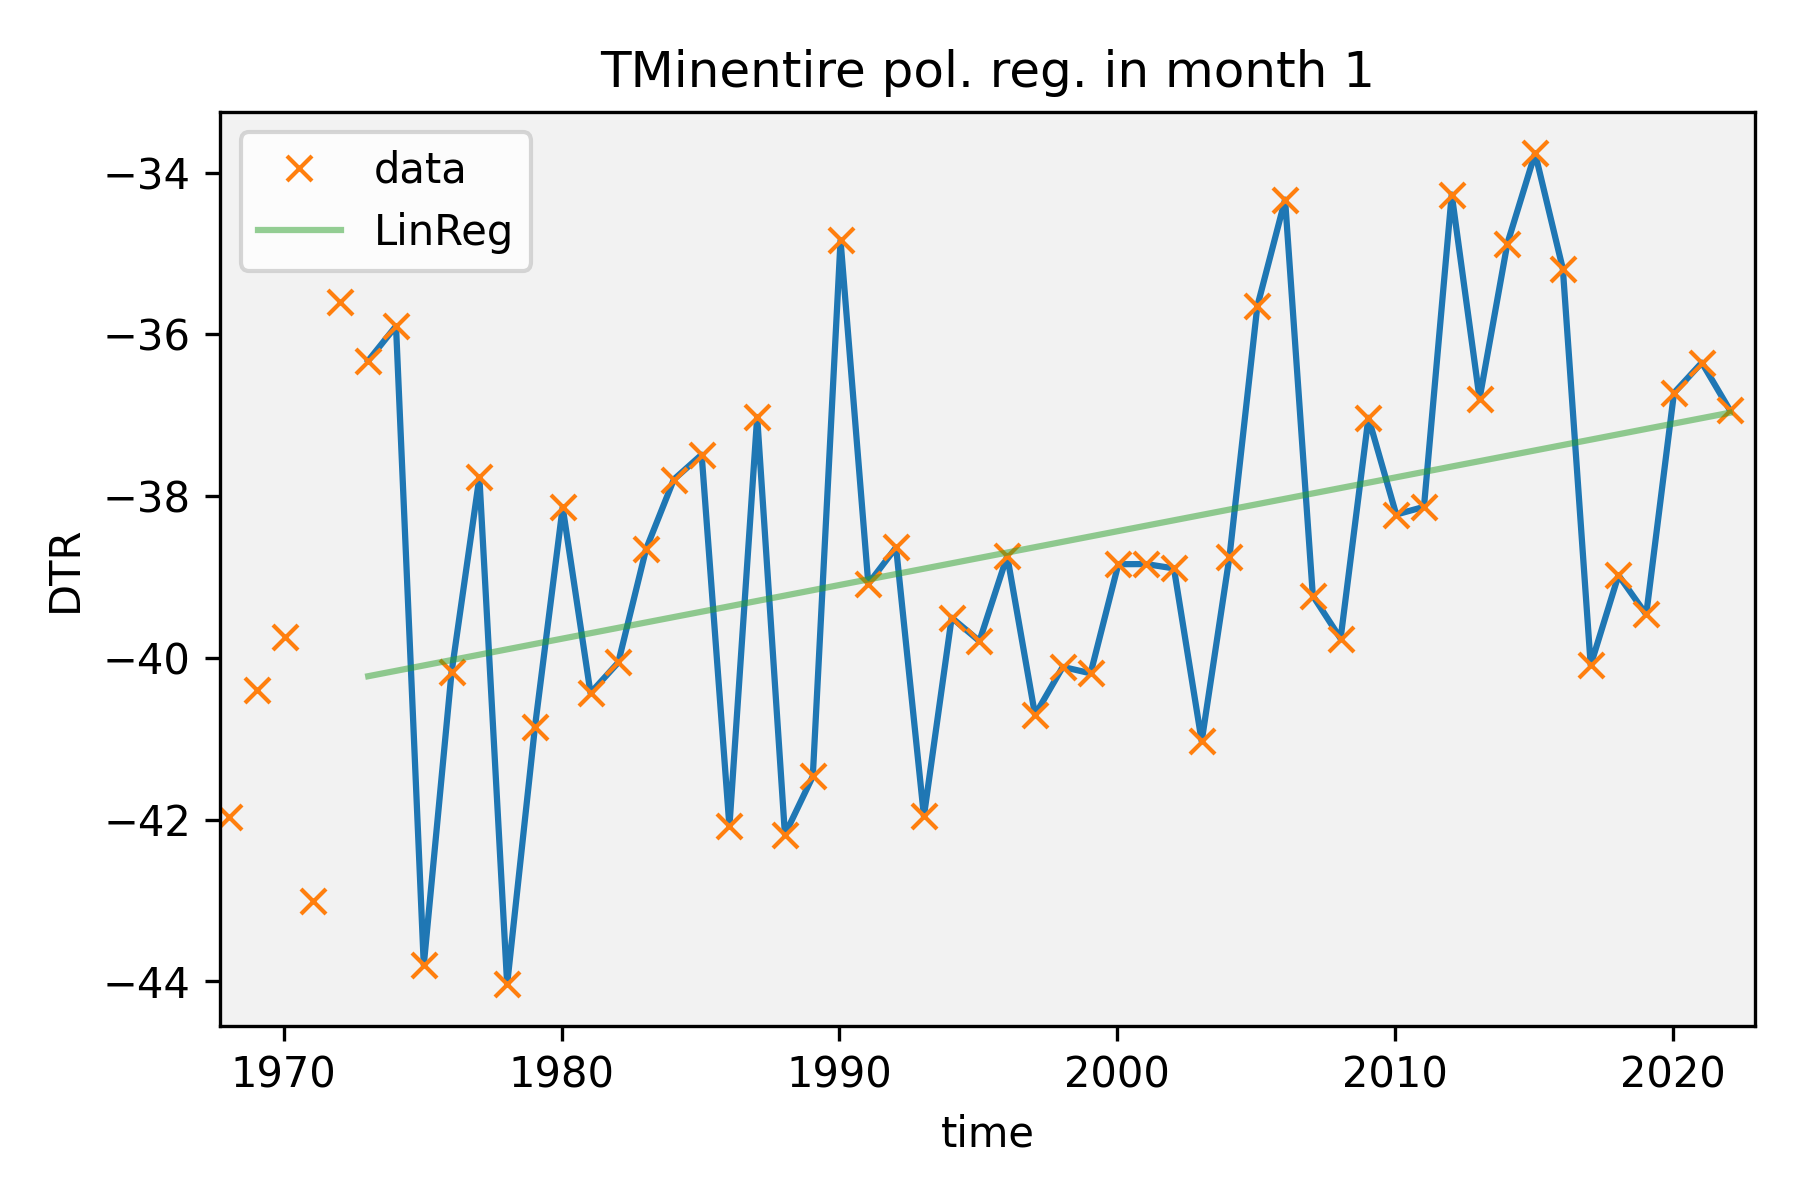 TMinentire pol. reg. in month 1
data
LinReg
DTR
−34
−36
−38
−40
−42
−44
1970 1980 1990 2000 2010 2020
time